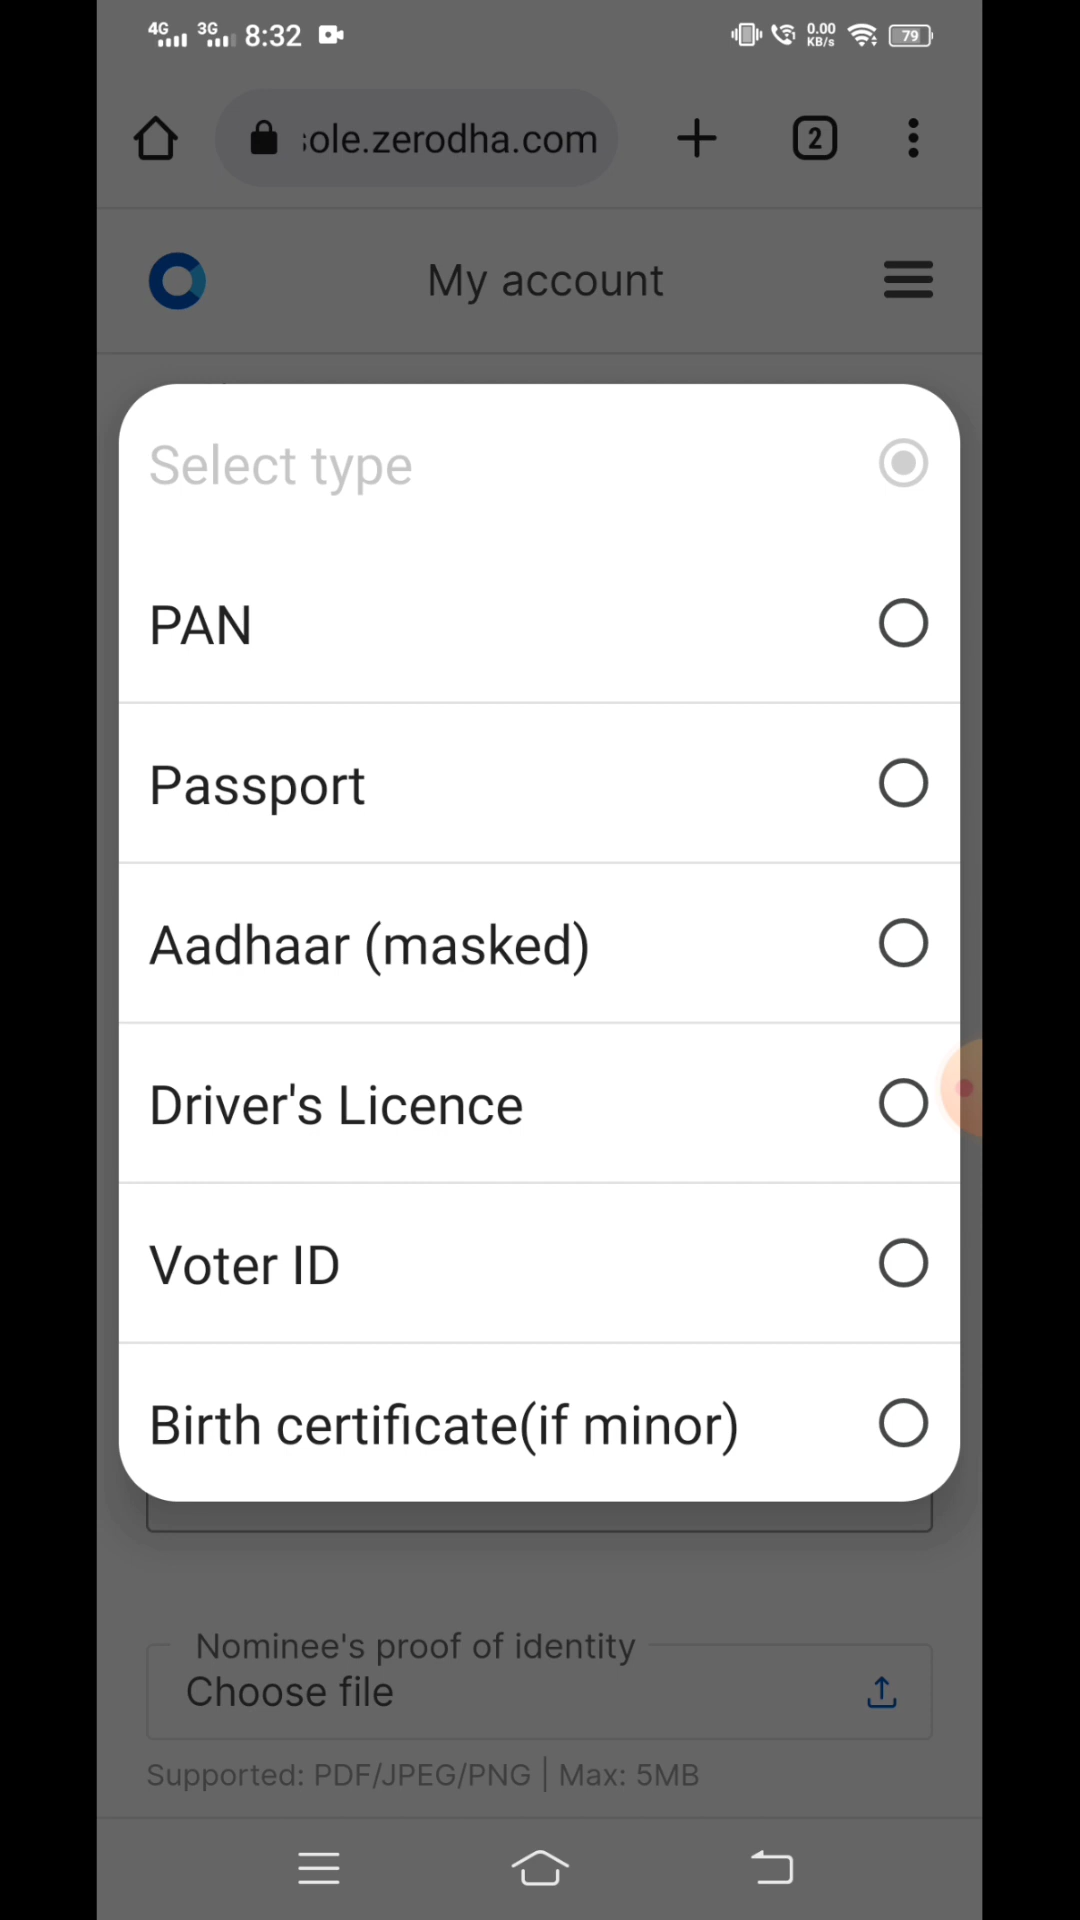 4G 3G 8:32 0.00 KB/s 79
ole.zerodha.com 2
My account
Select type
PAN
Passport
Aadhaar (masked)
Driver's Licence
Voter ID
Birth certificate(if minor)
Nominee's proof of identity
Choose file
Supported: PDF/JPEG/PNG | Max: 5MB